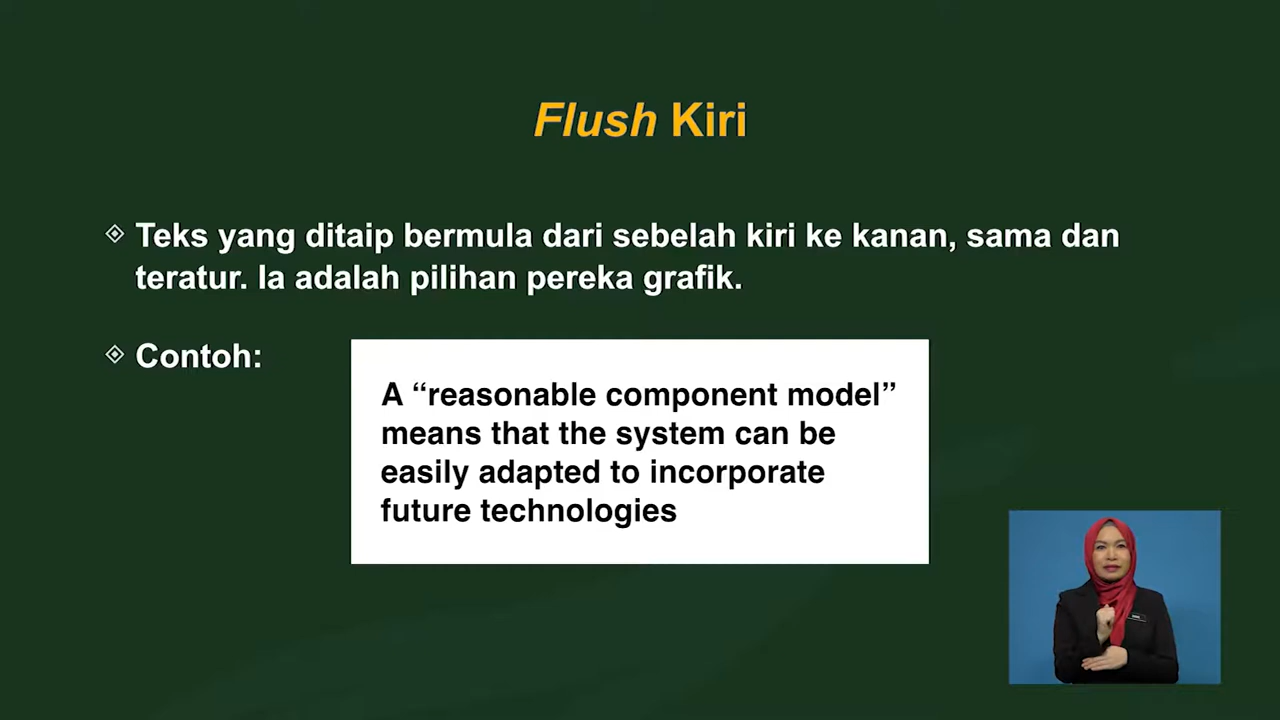 Flush Kiri
Teks yang ditaip bermula dari sebelah kiri ke kanan, sama dan
teratur. Ia adalah pilihan pereka grafik.
Contoh:
A “reasonable component model”
means that the system can be
easily adapted to incorporate
future technologies